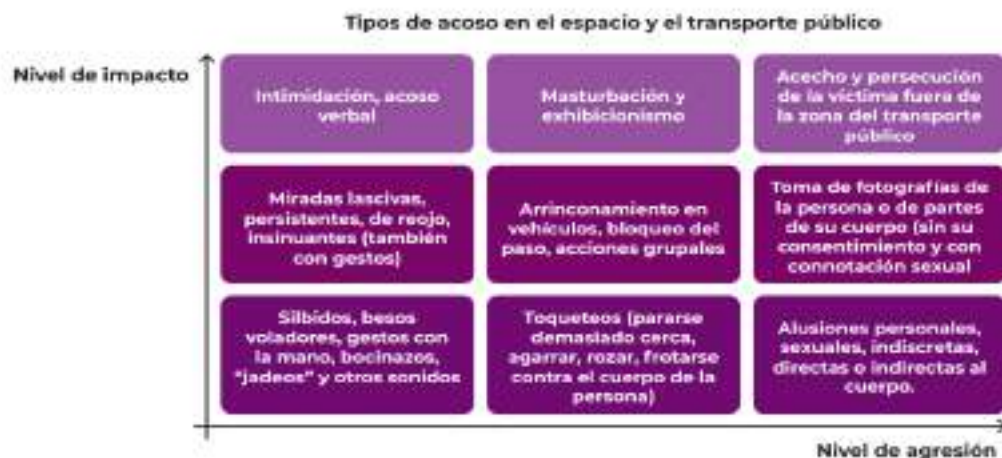 Tipos de acoso en el espacio y el transporte público
Nivel de impacto
Intimidación, acoso
verbal
Masturbación y
exhibicionismo
Acecho y persecución
de la víctima fuera de
la zona del transporte
público
Miradas lascivas,
persistentes, de reojo,
insinuantes (también
con gestos)
Arrinconamiento en
vehículos, bloqueo del
paso, acciones grupales
Toma de fotografías de
la persona o de partes
de su cuerpo (sin su
consentimiento y con
connotación sexual
Silbidos, besos
voladores, gestos con
la mano, bocinazos,
"jadeos" y otros sonidos
Toqueteos (pararse
demasiado cerca,
agarrar, rozar, frotarse
contra el cuerpo de la
persona)
Alusiones personales,
sexuales, indiscretas,
directas o indirectas al
cuerpo.
Nivel de agresión